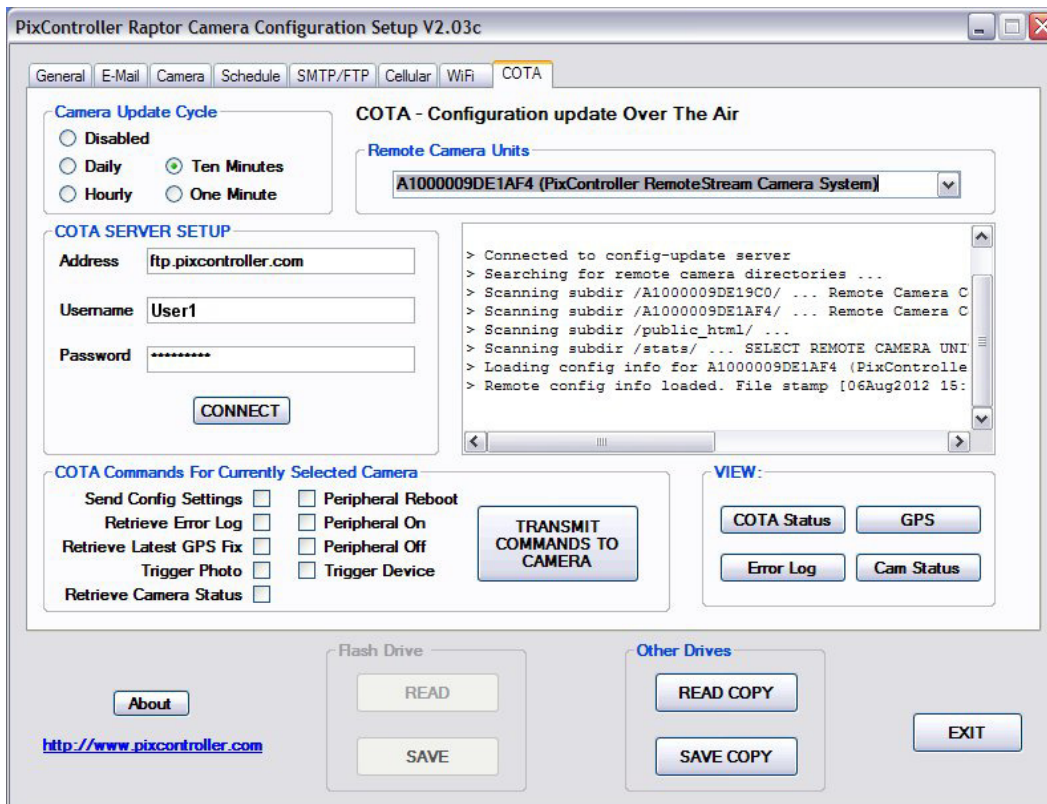 PixController Raptor Camera Configuration Setup V2.03c
General E-Mail Camera Schedule SMTP/FTP Cellular WiFi COTA
Camera Update Cycle
Disabled
Daily Ten Minutes
Hourly One Minute
COTA - Configuration update Over The Air
Remote Camera Units
A1000009DE1AF4 (PixController RemoteStream Camera System)
COTA SERVER SETUP
Address ftp.pixcontroller.com
Username User1
Password *********
CONNECT
> Connected to config-update server
> Searching for remote camera directories ...
> Scanning subdir /A1000009DE19C0/ ... Remote Camera C
> Scanning subdir /A1000009DE1AF4/ ... Remote Camera C
> Scanning subdir /public_html/ ...
> Scanning subdir /stats/ ... SELECT REMOTE CAMERA UNI
> Loading config info for A1000009DE1AF4 (PixControlle
> Remote config info loaded. File stamp [06Aug2012 15:
COTA Commands For Currently Selected Camera
Send Config Settings Peripheral Reboot
Retrieve Error Log Peripheral On
Retrieve Latest GPS Fix Peripheral Off
Trigger Photo Trigger Device
Retrieve Camera Status
TRANSMIT
COMMANDS TO
CAMERA
VIEW:
COTA Status GPS
Error Log Cam Status
About
http://www.pixcontroller.com
Flash Drive
READ
SAVE
Other Drives
READ COPY
SAVE COPY
EXIT